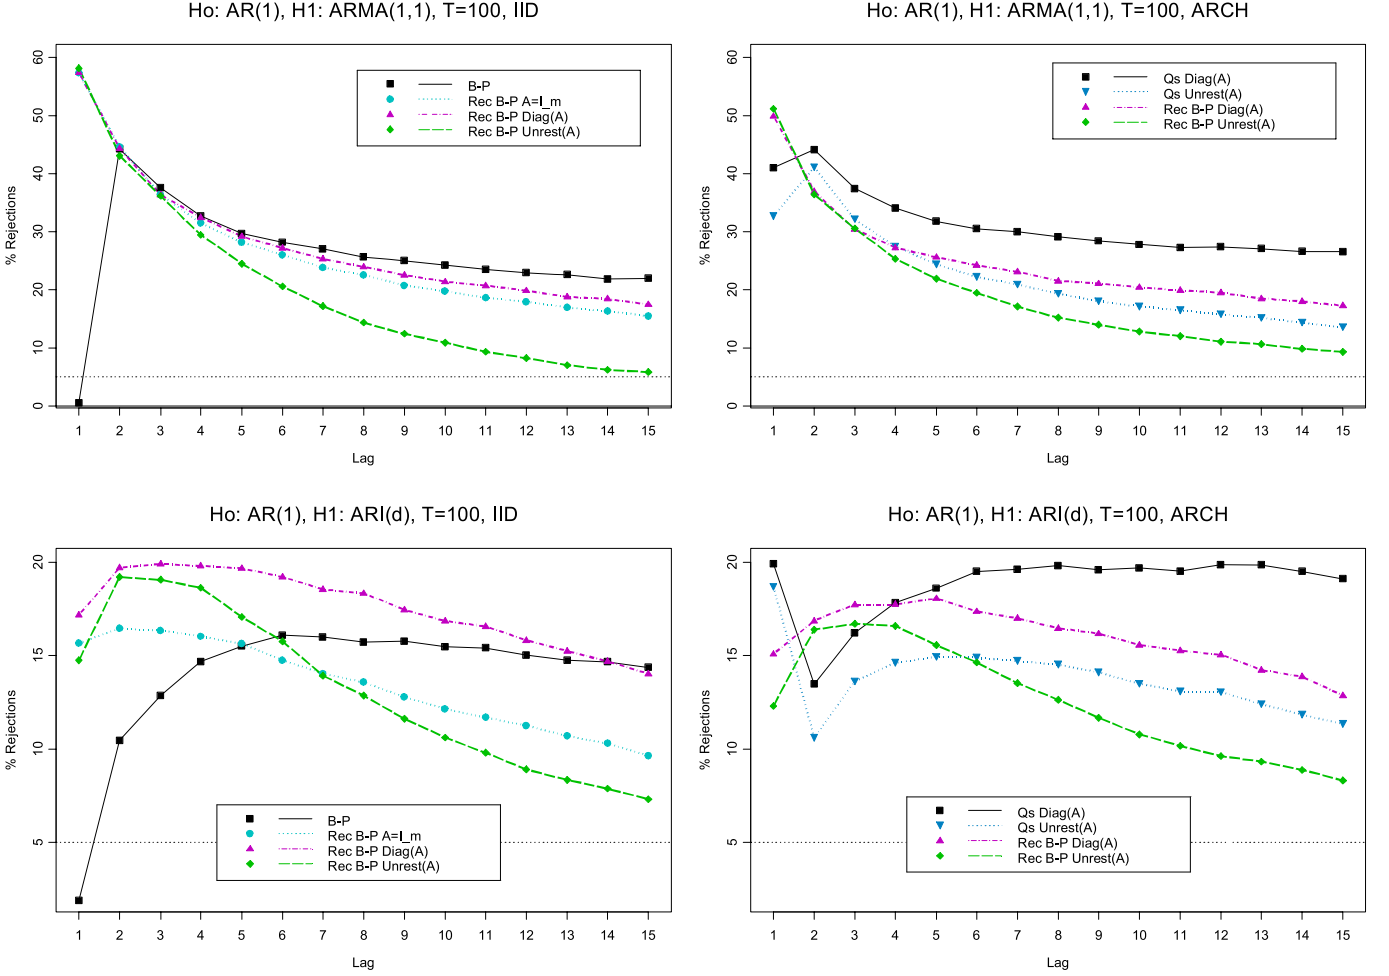 Ho: AR(1), H1: ARMA(1,1), T=100, IID
% Rejections
60
50
40
30
20
10
0
B-P
Rec B-P A=I_m
Rec B-P Diag(A)
Rec B-P Unrest(A)
1 2 3 4 5 6 7 8 9 10 11 12 13 14 15
Lag
Ho: AR(1), H1: ARMA(1,1), T=100, ARCH
% Rejections
60
50
40
30
20
10
0
Qs Diag(A)
Qs Unrest(A)
Rec B-P Diag(A)
Rec B-P Unrest(A)
1 2 3 4 5 6 7 8 9 10 11 12 13 14 15
Lag
Ho: AR(1), H1: ARI(d), T=100, IID
% Rejections
20
15
10
5
B-P
Rec B-P A=I_m
Rec B-P Diag(A)
Rec B-P Unrest(A)
1 2 3 4 5 6 7 8 9 10 11 12 13 14 15
Lag
Ho: AR(1), H1: ARI(d), T=100, ARCH
% Rejections
20
15
10
5
Qs Diag(A)
Qs Unrest(A)
Rec B-P Diag(A)
Rec B-P Unrest(A)
1 2 3 4 5 6 7 8 9 10 11 12 13 14 15
Lag